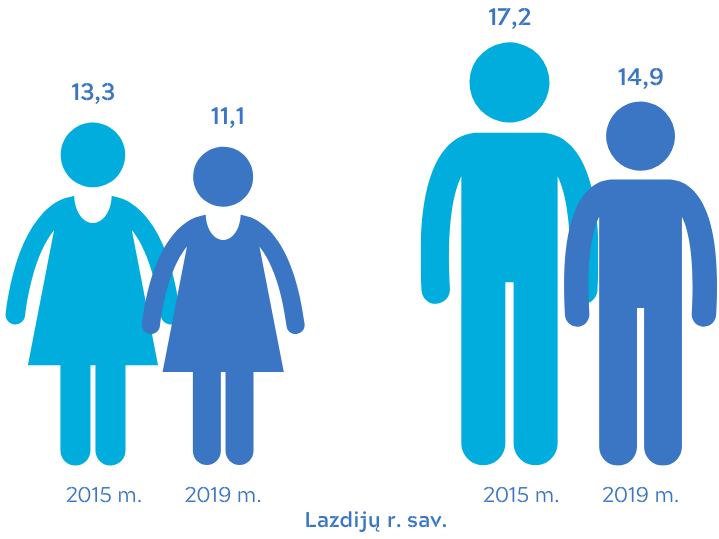 17,2
14,9
13,3
11,1
2015 m.
2019 m.
2015 m.
2019 m.
Lazdijų r. sav.